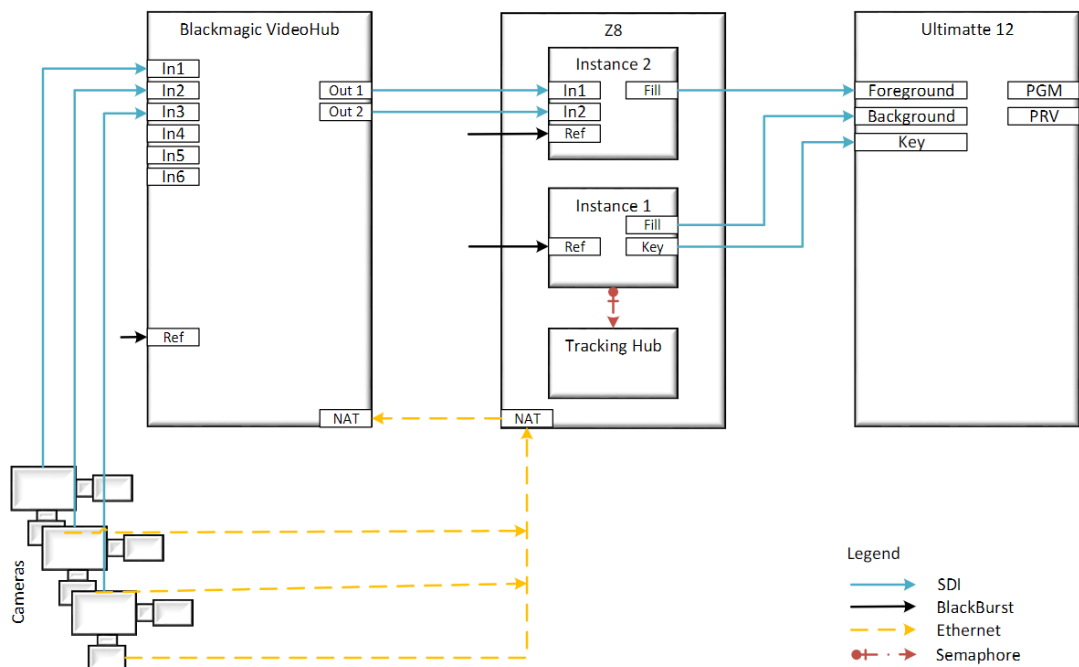 Blackmagic VideoHub
In1
In2
In3
In4
In5
In6
Out 1
Out 2
Ref
NAT
Z8
Instance 2
In1
In2
Ref
Fill
Instance 1
Fill
Ref
Key
Tracking Hub
NAT
Ultimatte 12
Foreground
Background
Key
PGM
PRV
Cameras
Legend
SDI
BlackBurst
Ethernet
Semaphore